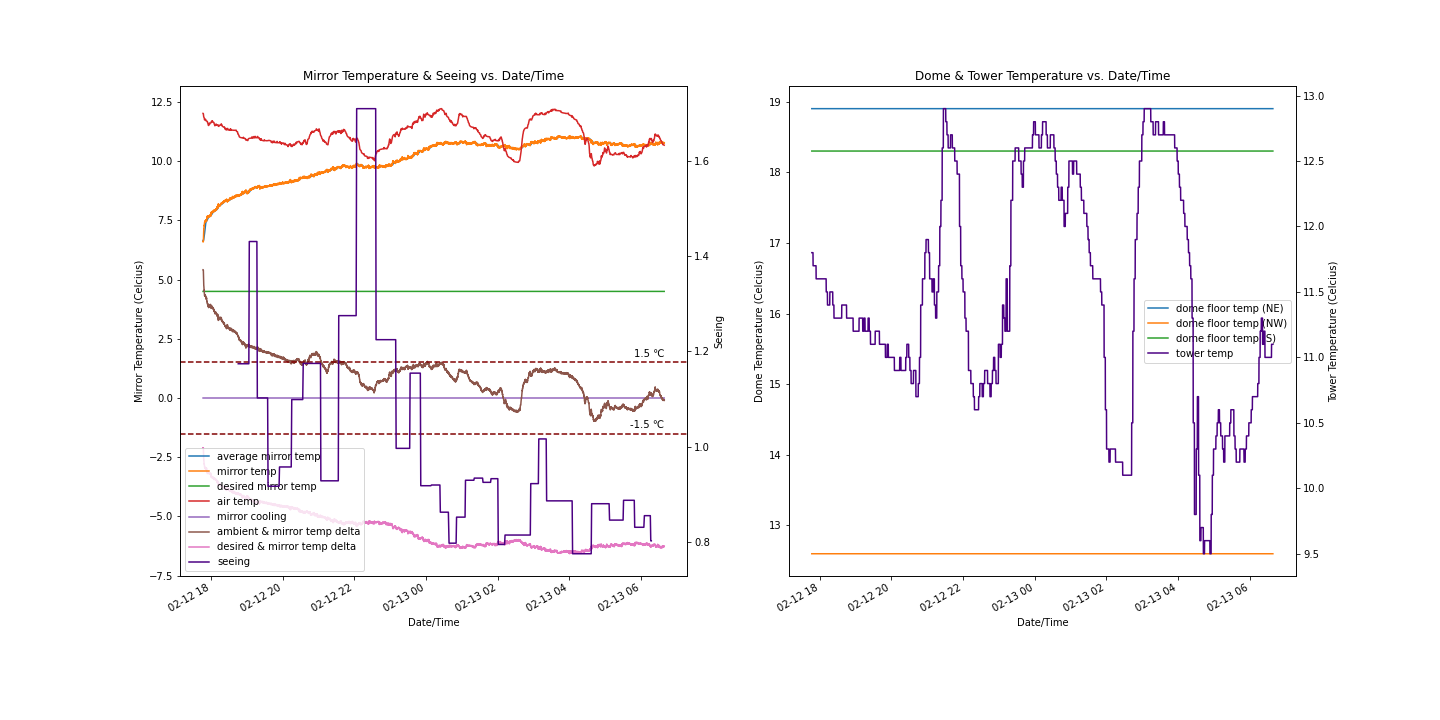 Mirror Temperature & Seeing vs. Date/Time
12.5
10.0
7.5
5.0
2.5
0.0
−2.5
−5.0
−7.5
Mirror Temperature (Celcius)
1.6
1.4
1.2
1.0
0.8
Seeing
1.5 °C
-1.5 °C
average mirror temp
mirror temp
desired mirror temp
air temp
mirror cooling
ambient & mirror temp delta
desired & mirror temp delta
seeing
02-12 18
02-12 20
02-12 22
02-13 00
02-13 02
02-13 04
02-13 06
Date/Time
Dome & Tower Temperature vs. Date/Time
19
18
17
16
15
14
13
Dome Temperature (Celcius)
13.0
12.5
12.0
11.5
11.0
10.5
10.0
9.5
Tower Temperature (Celcius)
dome floor temp (NE)
dome floor temp (NW)
dome floor temp (S)
tower temp
02-12 18
02-12 20
02-12 22
02-13 00
02-13 02
02-13 04
02-13 06
Date/Time